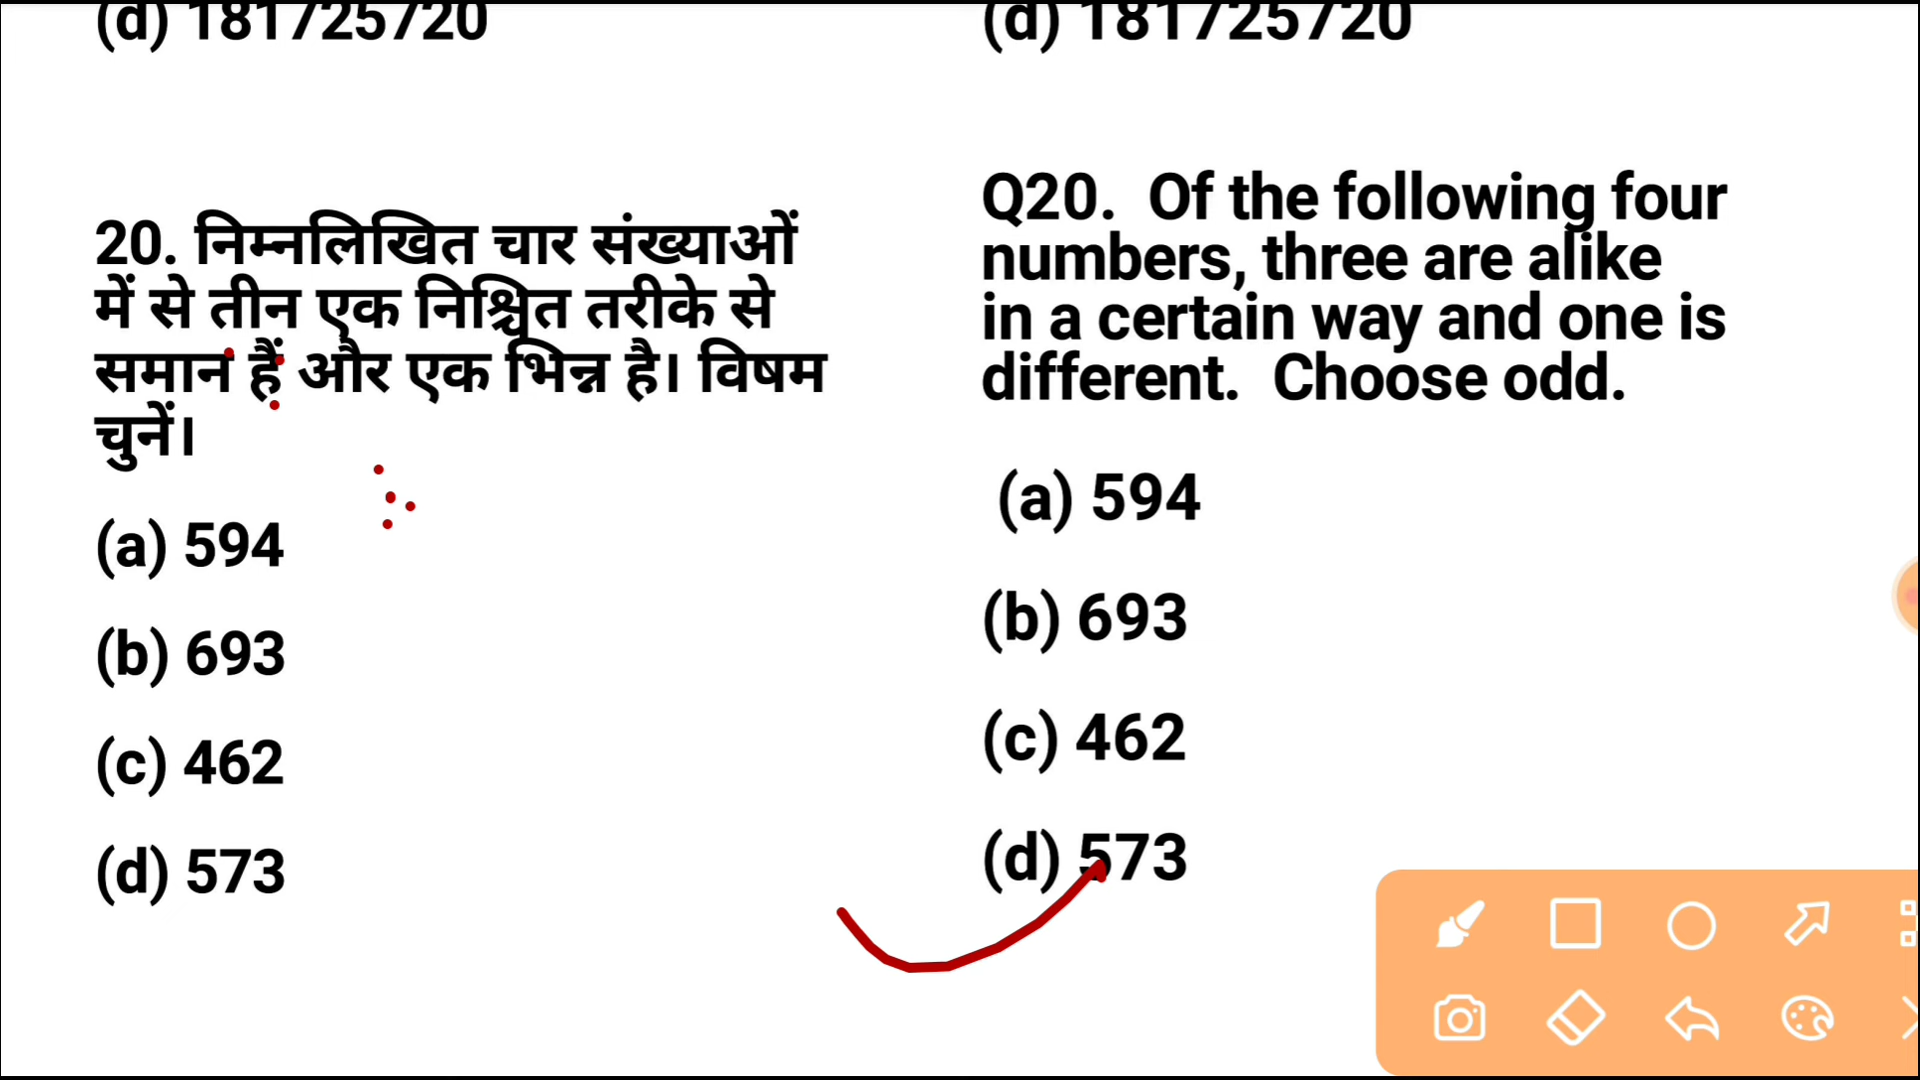 (d) 181725720
20. निम्नलिखित चार संख्याओं
में से तीन एक निश्चित तरीके से
समान हैं और एक भिन्न है। विषम
चुनें।
(a) 594
(b) 693
(c) 462
(d) 573
(d) 181725720
Q20.  Of the following four
numbers, three are alike
in a certain way and one is
different.  Choose odd.
(a) 594
(b) 693
(c) 462
(d) 573